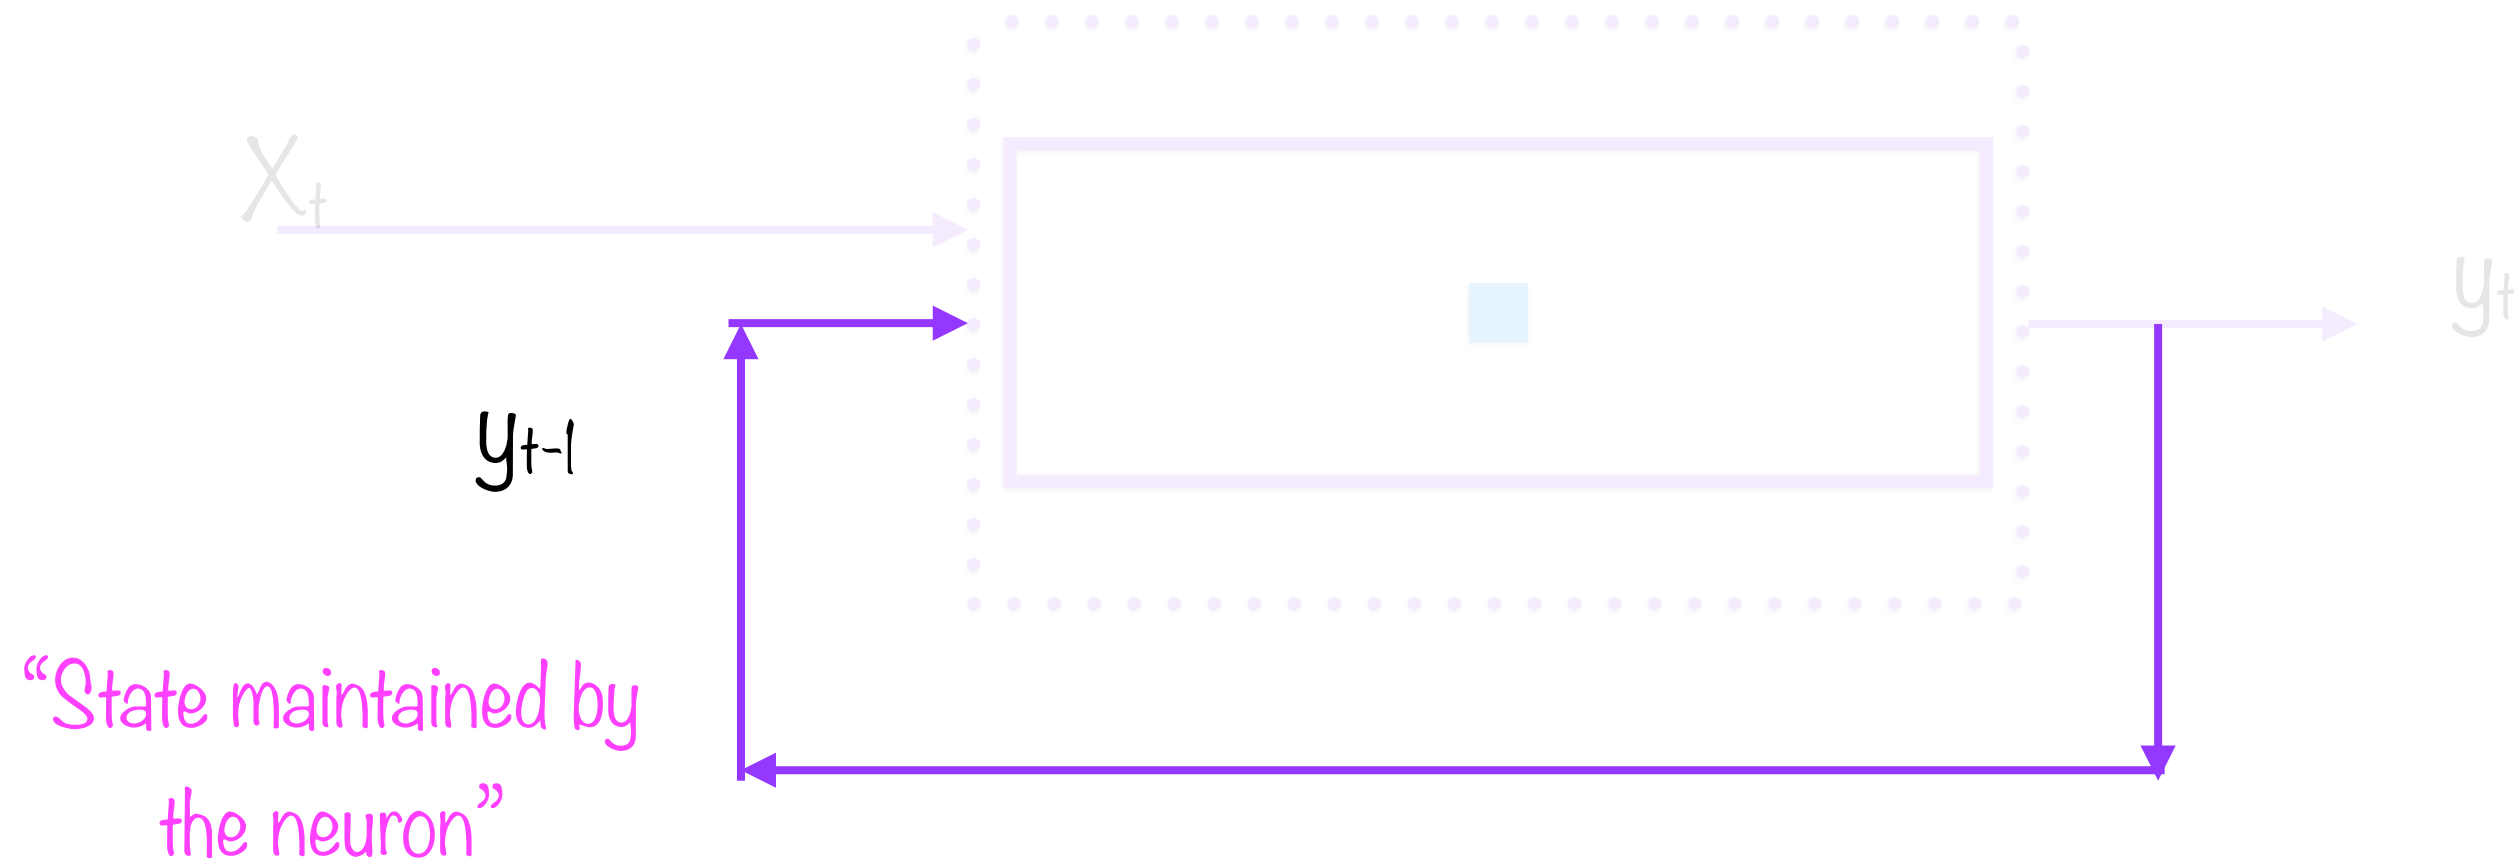 Xt
yt
yt-1
“State maintained by
the neuron”